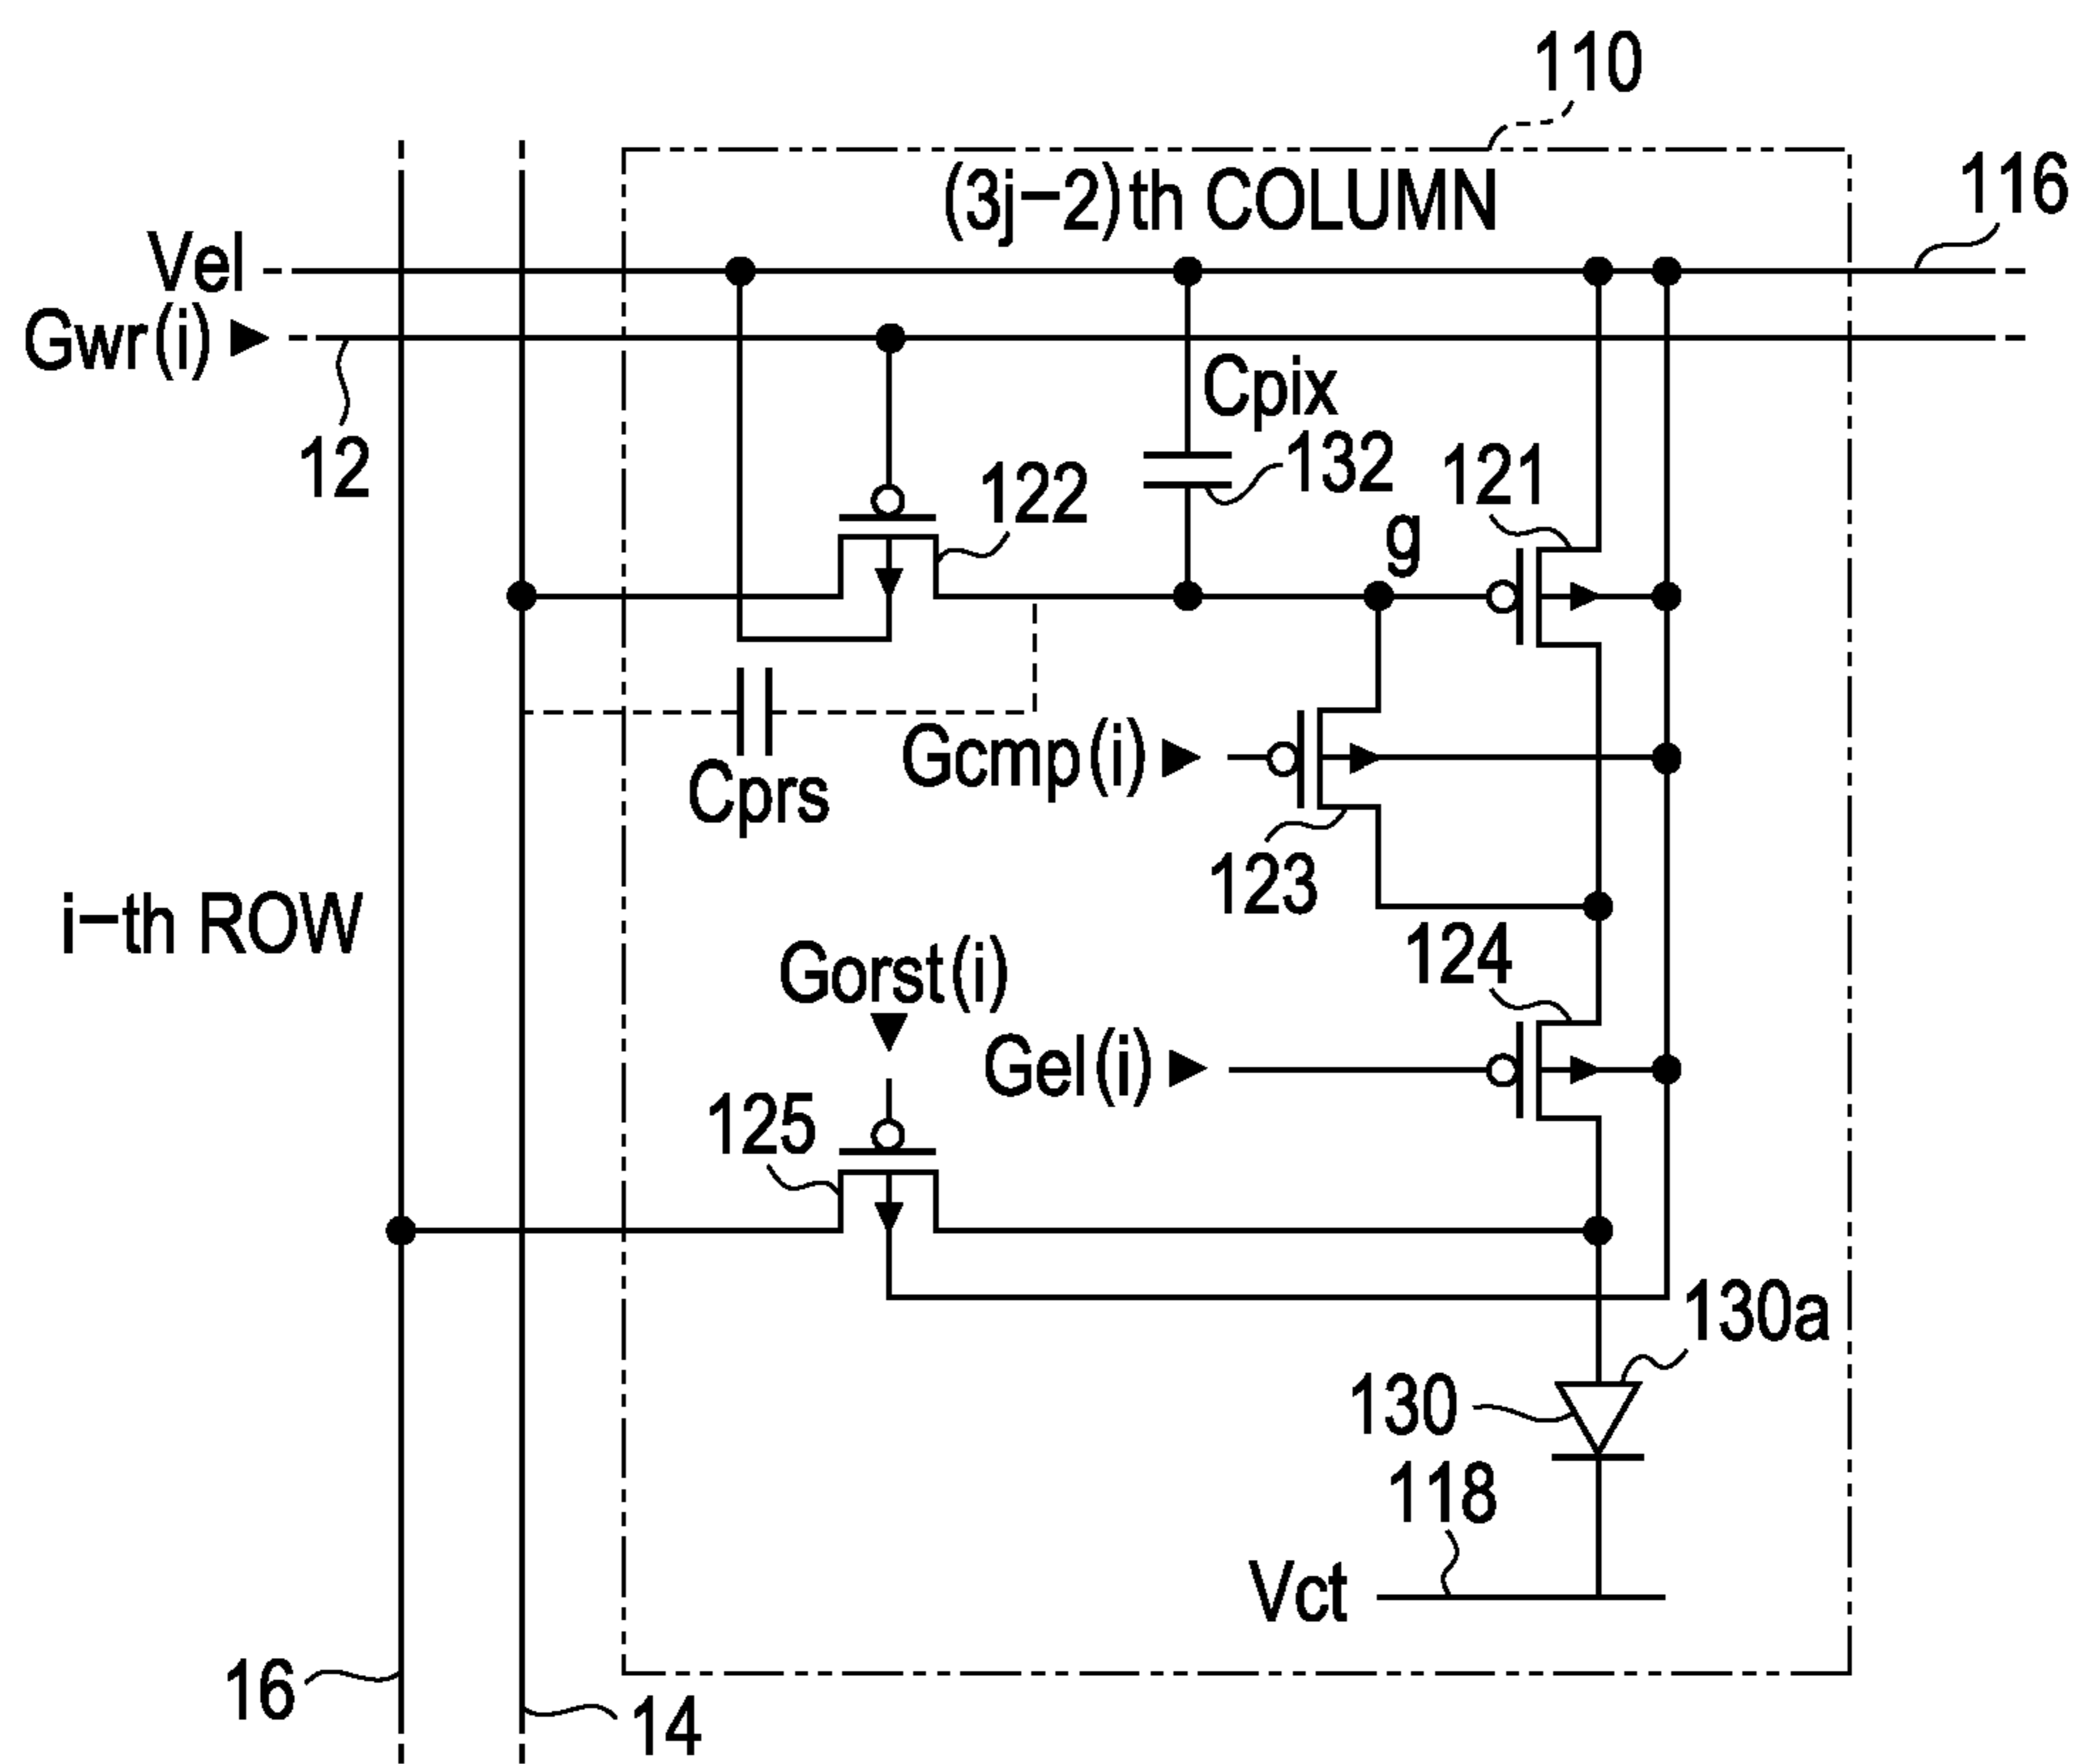 110
(3j−2)th COLUMN
116
Vel
Gwr(i)
12
Cpix
132
121
122
g
Gcmp(i)
Cprs
123
i−th ROW
124
Gorst(i)
Gel(i)
125
130a
130
118
Vct
16
14